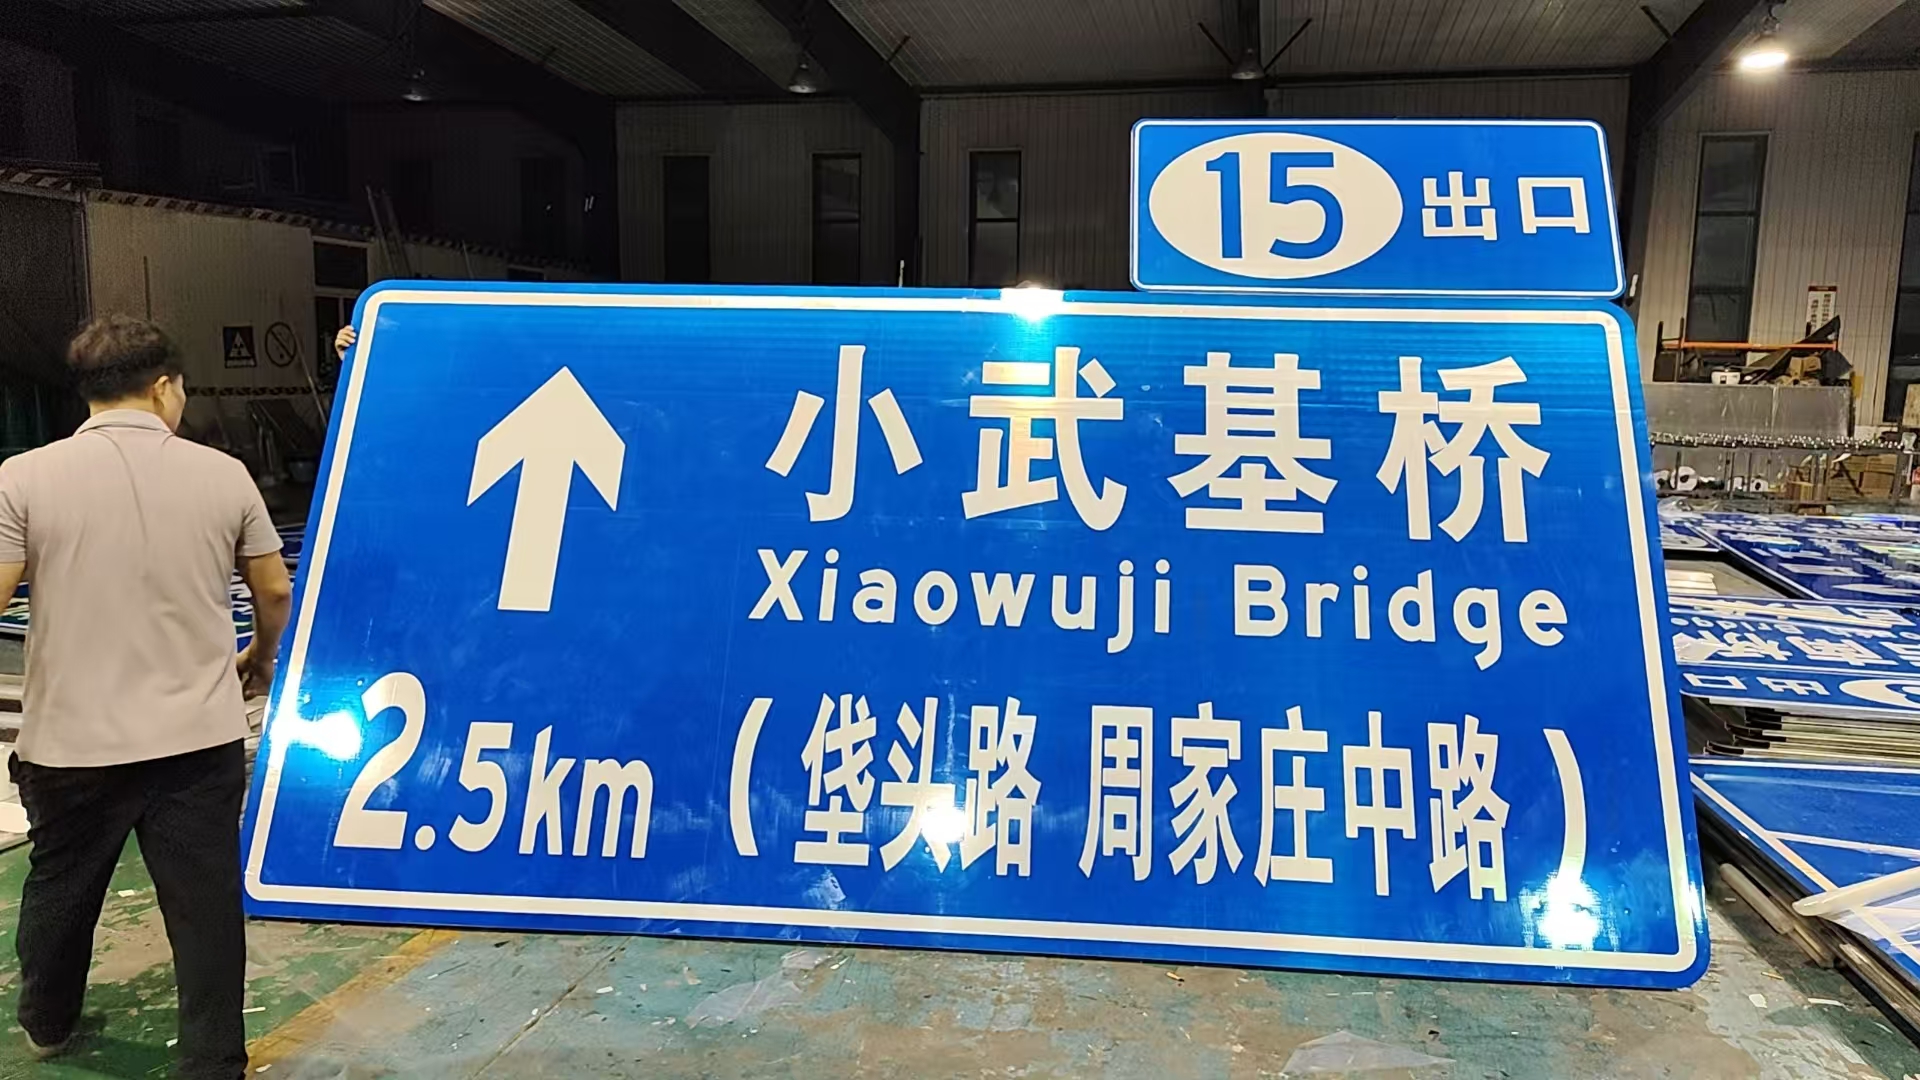 15 出口
小武基桥
Xiaowuji Bridge
2.5km
(垡头路 周家庄中路)